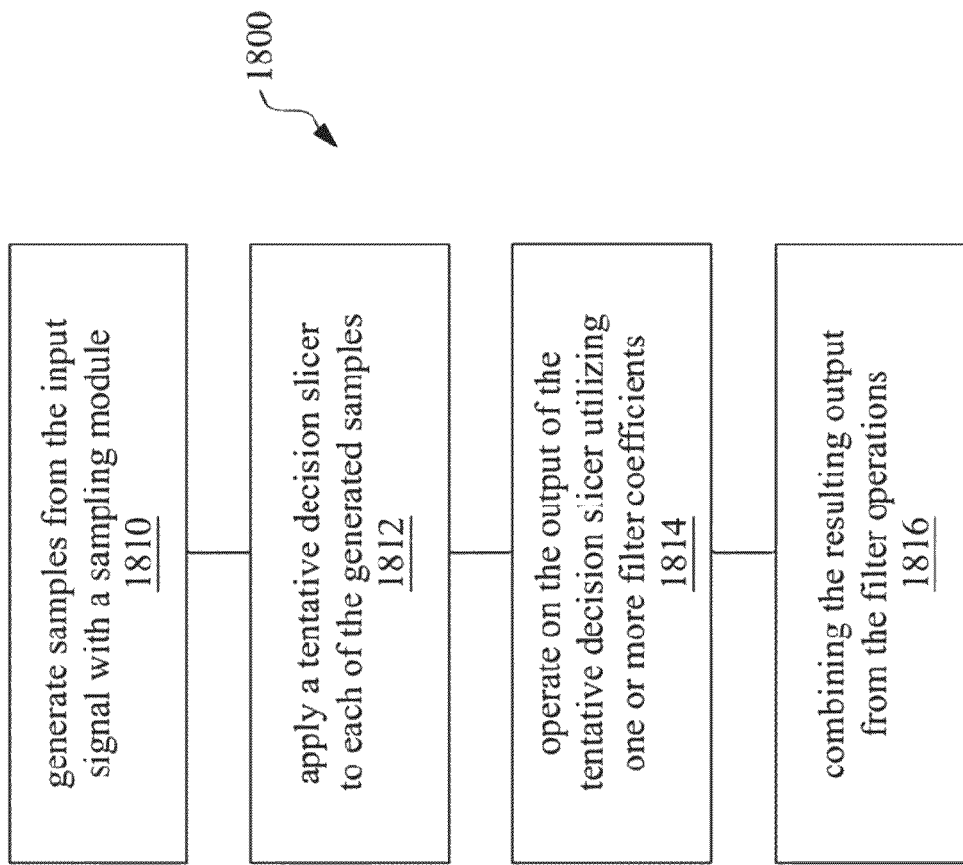 generate samples from the input
signal with a sampling module
1810
apply a tentative decision slicer
to each of the generated samples
1812
operate on the output of the
tentative decision slicer utilizing
one or more filter coefficients
1814
combining the resulting output
from the filter operations
1816
1800